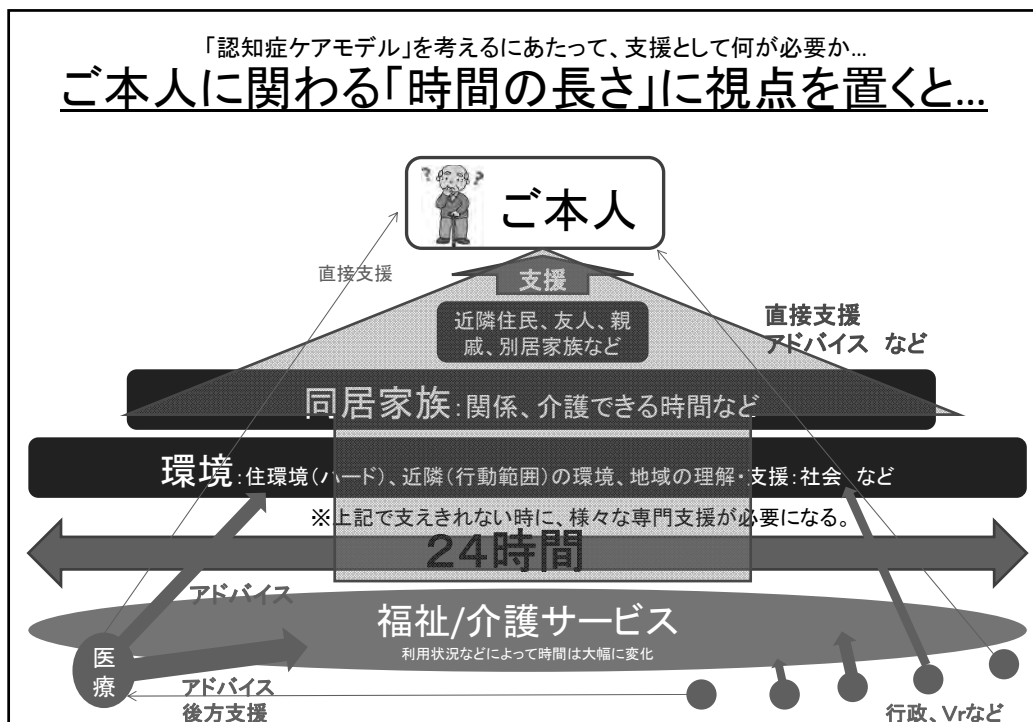 「認知症ケアモデル」を考えるにあたって、支援として何が必要か...
ご本人に関わる「時間の長さ」に視点を置くと...
? ?
ご本人
直接支援
支援
近隣住民、友人、親
戚、別居家族など
直接支援
アドバイス など
同居家族:関係、介護できる時間など
環境:住環境(ハード)、近隣(行動範囲)の環境、地域の理解・支援:社会 など
※上記で支えきれない時に、様々な専門支援が必要になる。
24時間
アドバイス
福祉/介護サービス
利用状況などによって時間は大幅に変化
医
療
アドバイス
後方支援
行政、Vrなど